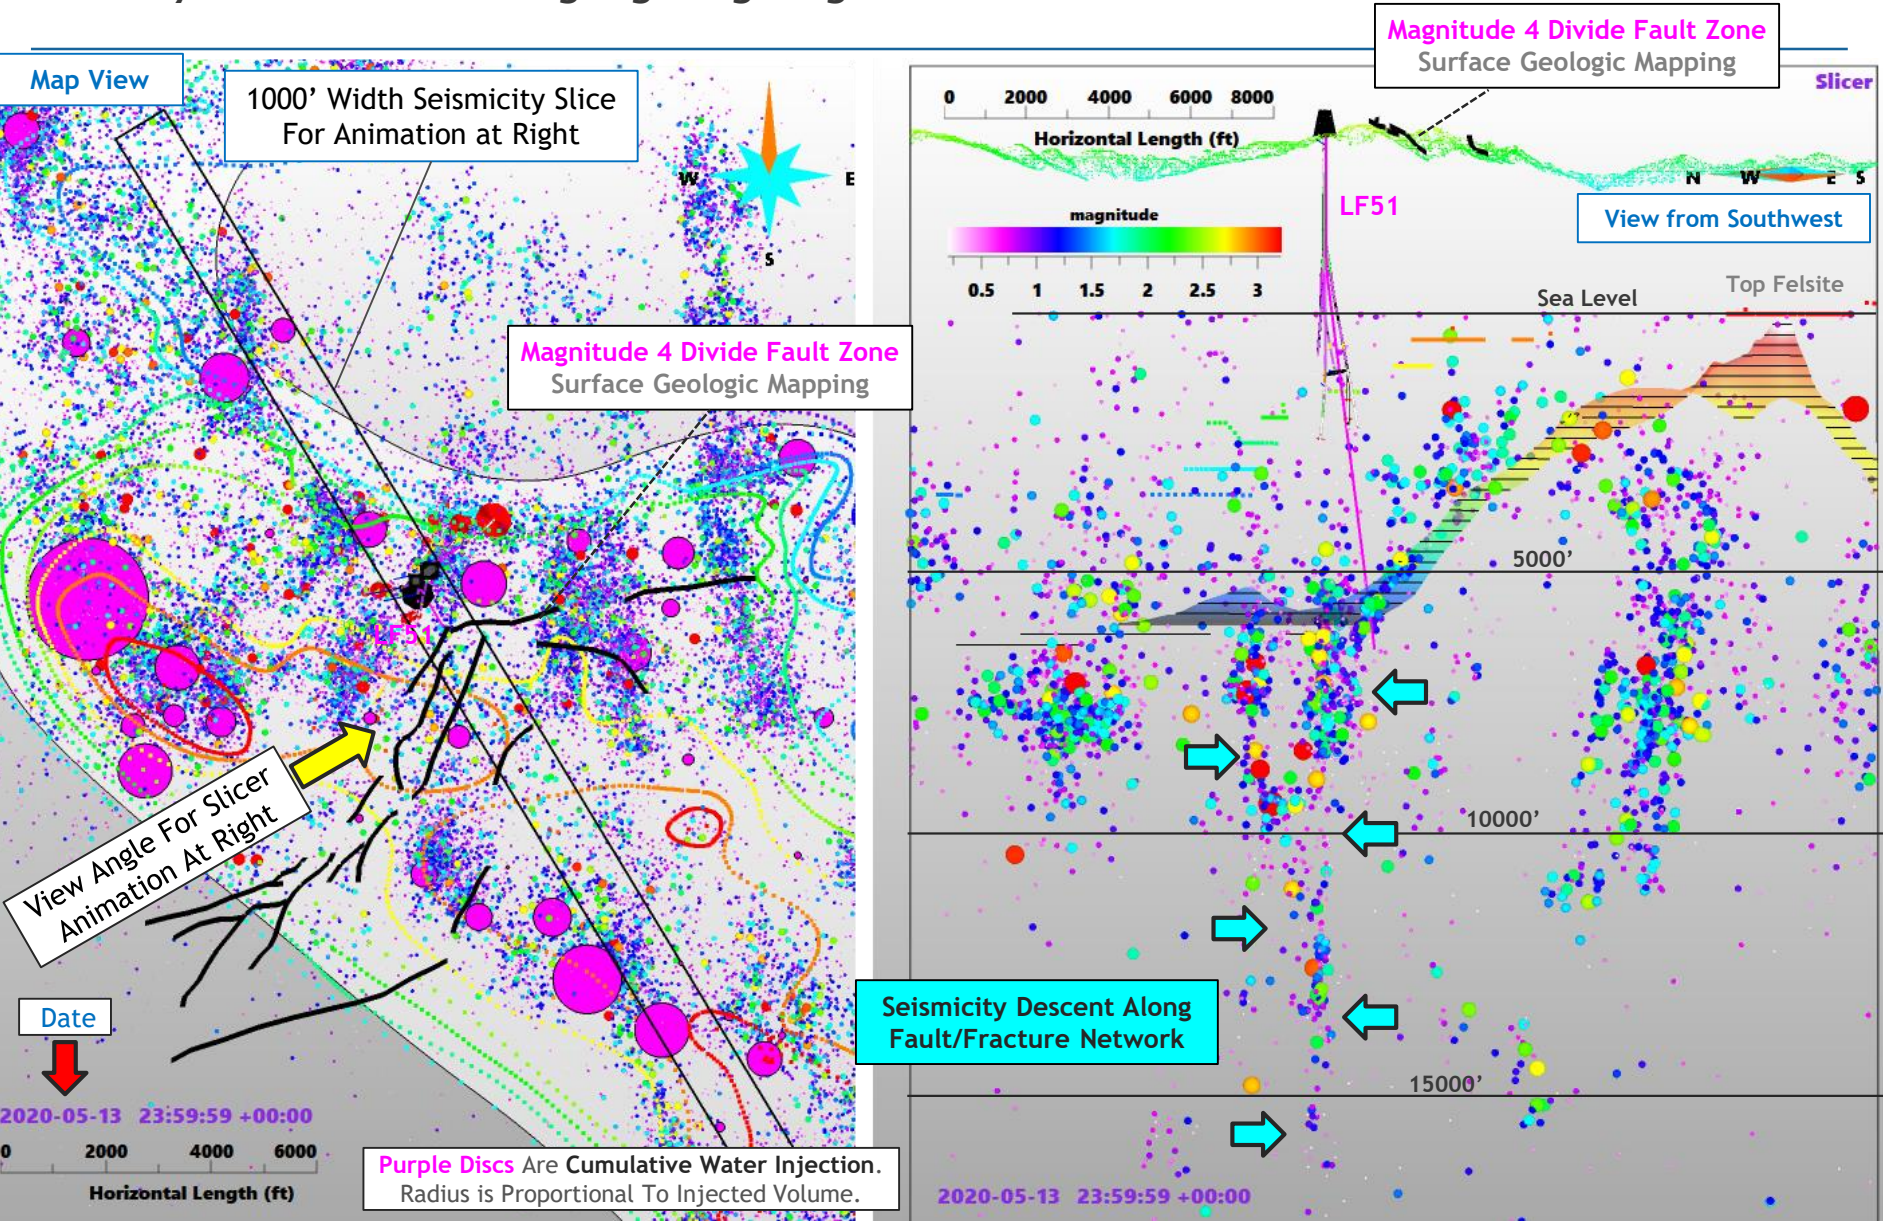 Map View
1000' Width Seismicity Slice
For Animation at Right
W
E
S
Magnitude 4 Divide Fault Zone
Surface Geologic Mapping
LF51
View Angle For Slicer
Animation At Right
Date
2020-05-13 23:59:59 +00:00
0 2000 4000 6000
Horizontal Length (ft)
Purple Discs Are Cumulative Water Injection.
Radius is Proportional To Injected Volume.
Magnitude 4 Divide Fault Zone
Surface Geologic Mapping
Slicer
0 2000 4000 6000 8000
Horizontal Length (ft)
N W E S
View from Southwest
LF51
magnitude
0.5 1 1.5 2 2.5 3
Sea Level
Top Felsite
5000'
10000'
Seismicity Descent Along
Fault/Fracture Network
15000'
2020-05-13 23:59:59 +00:00